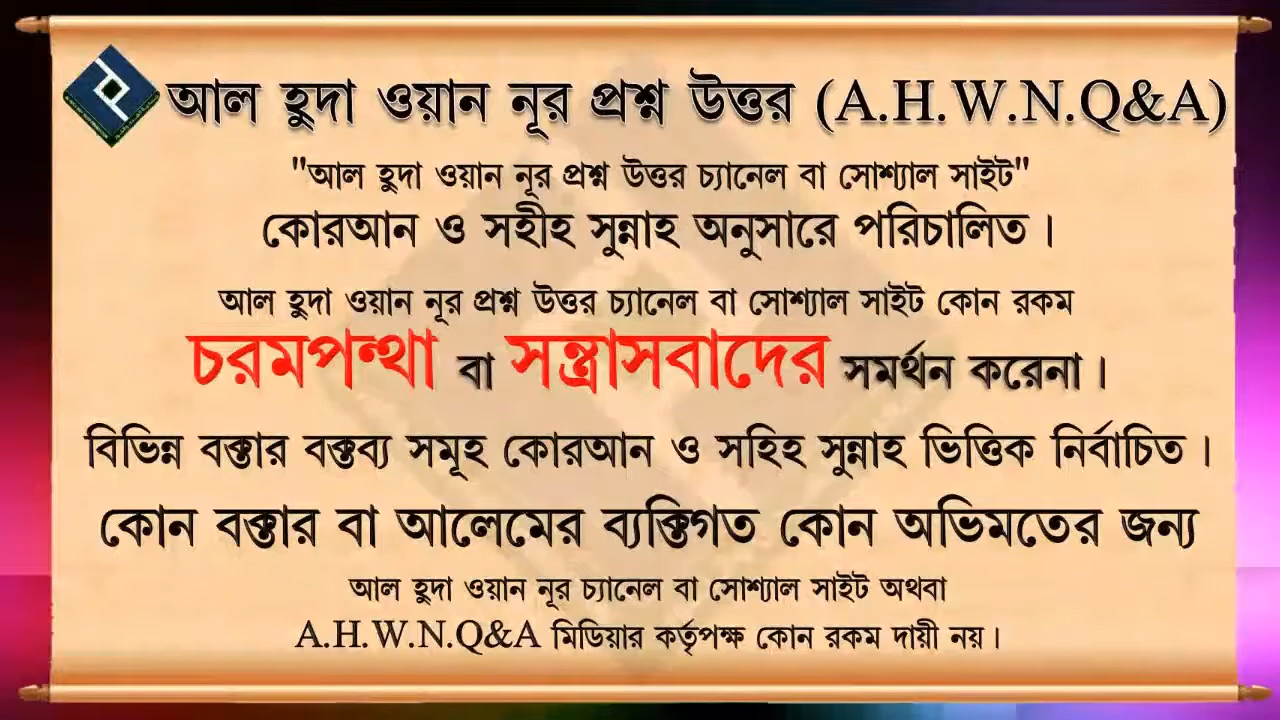 আল হুদা ওয়ান নূর প্রশ্ন উত্তর (A.H.W.N.Q&A)
"আল হুদা ওয়ান নূর প্রশ্ন উত্তর চ্যানেল বা সোশ্যাল সাইট"
কোরআন ও সহীহ সুন্নাহ অনুসারে পরিচালিত।
আল হুদা ওয়ান নূর প্রশ্ন উত্তর চ্যানেল বা সোশ্যাল সাইট কোন রকম
চরমপন্থা বা সন্ত্রাসবাদের সমর্থন করেনা।
বিভিন্ন বক্তার বক্তব্য সমূহ কোরআন ও সহিহ সুন্নাহ ভিত্তিক নির্বাচিত।
কোন বক্তার বা আলেমের ব্যক্তিগত কোন অভিমতের জন্য
আল হুদা ওয়ান নূর চ্যানেল বা সোশ্যাল সাইট অথবা
A.H.W.N.Q&A মিডিয়ার কর্তৃপক্ষ কোন রকম দায়ী নয়।